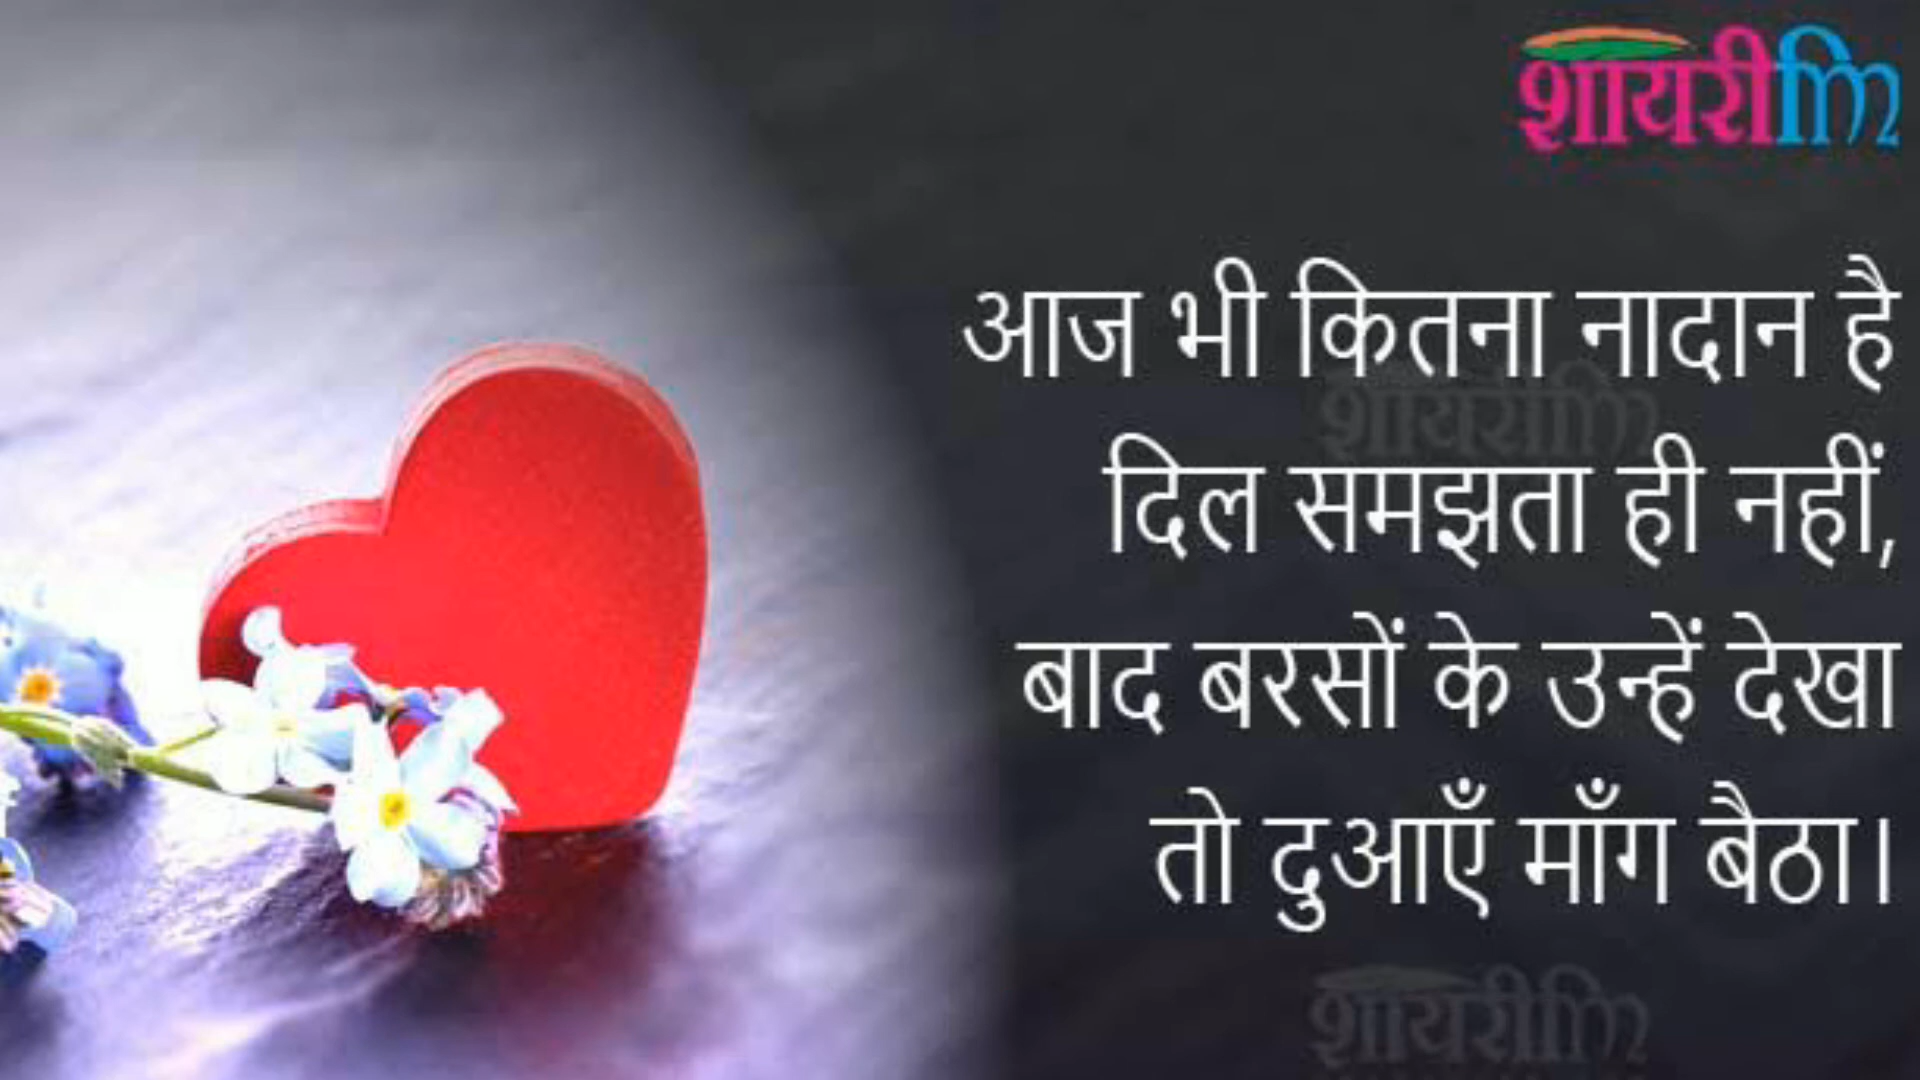 शायरीm
आज भी कितना नादान है
दिल समझता ही नहीं,
बाद बरसों के उन्हें देखा
तो दुआएँ माँग बैठा।